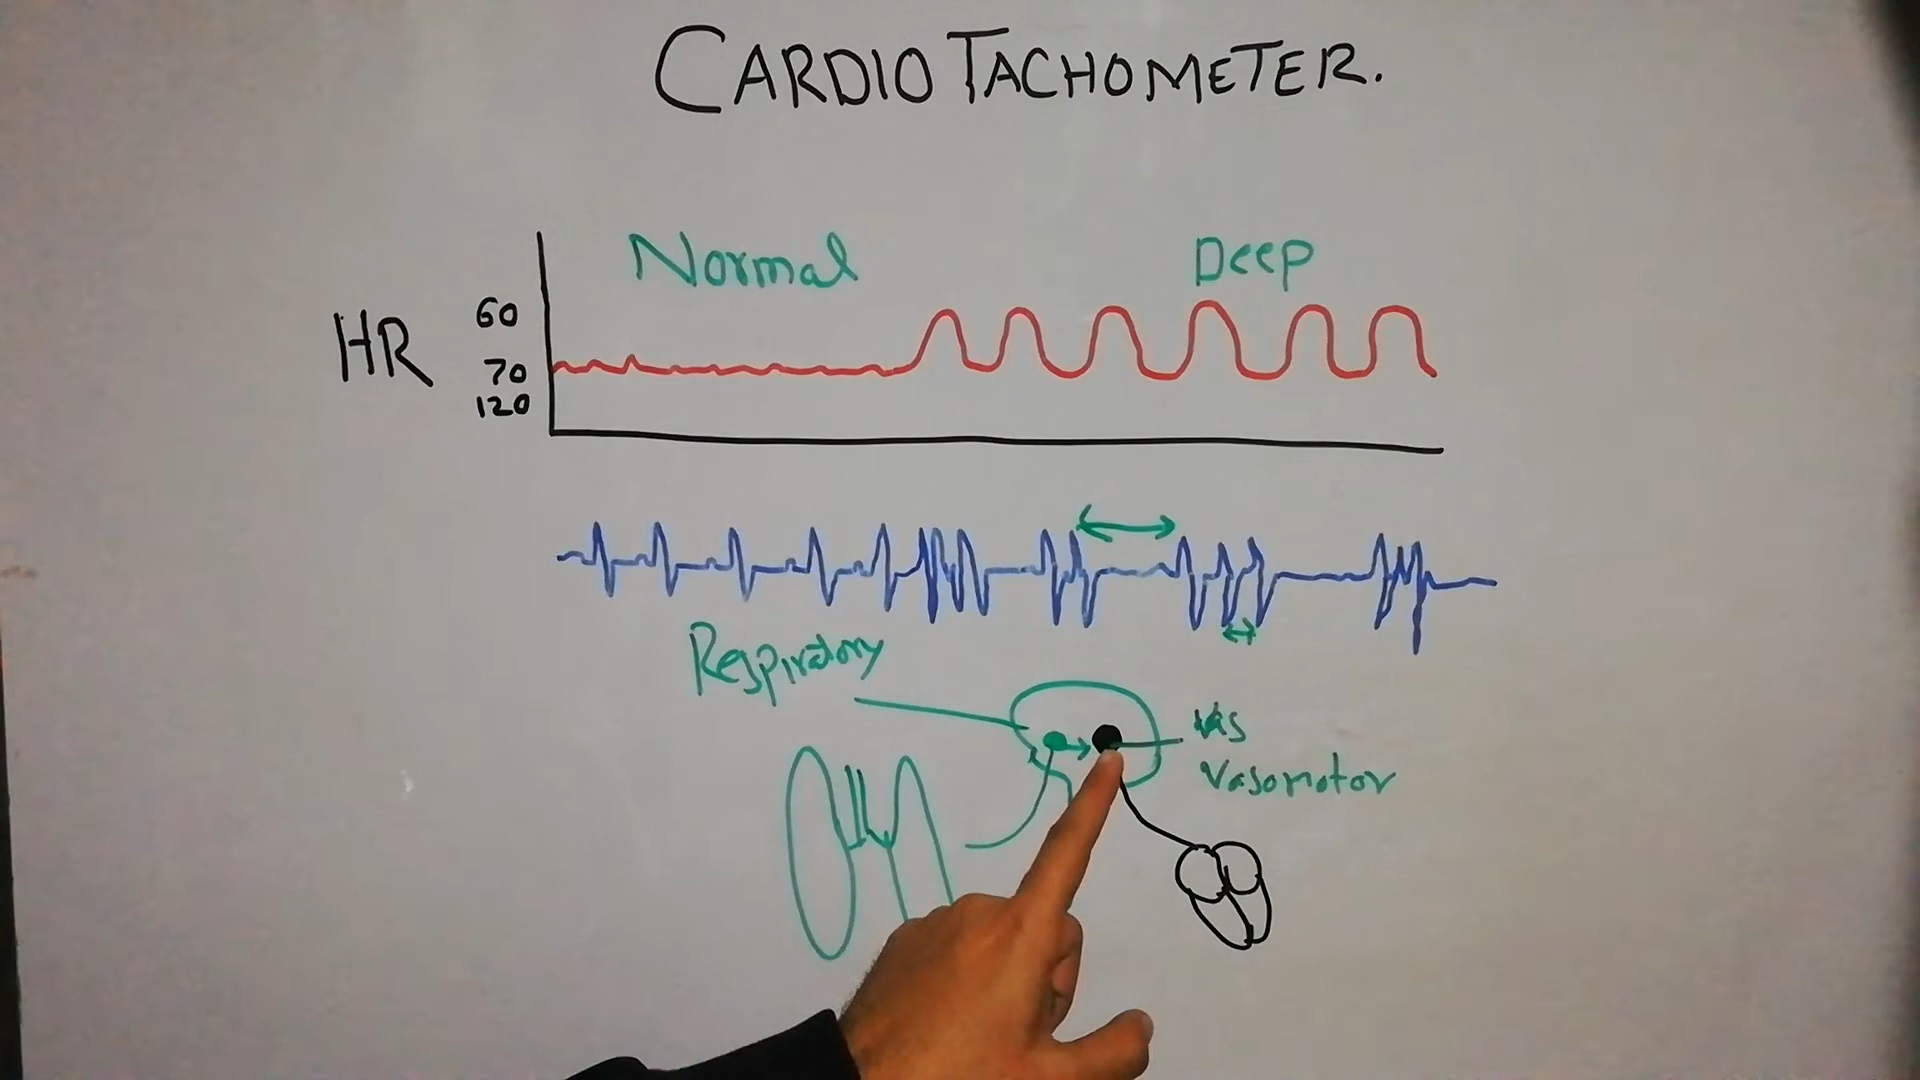 CARDIO TACHOMETER.
Normal
Deep
HR
60
70
120
Respiratory
Vasomotor